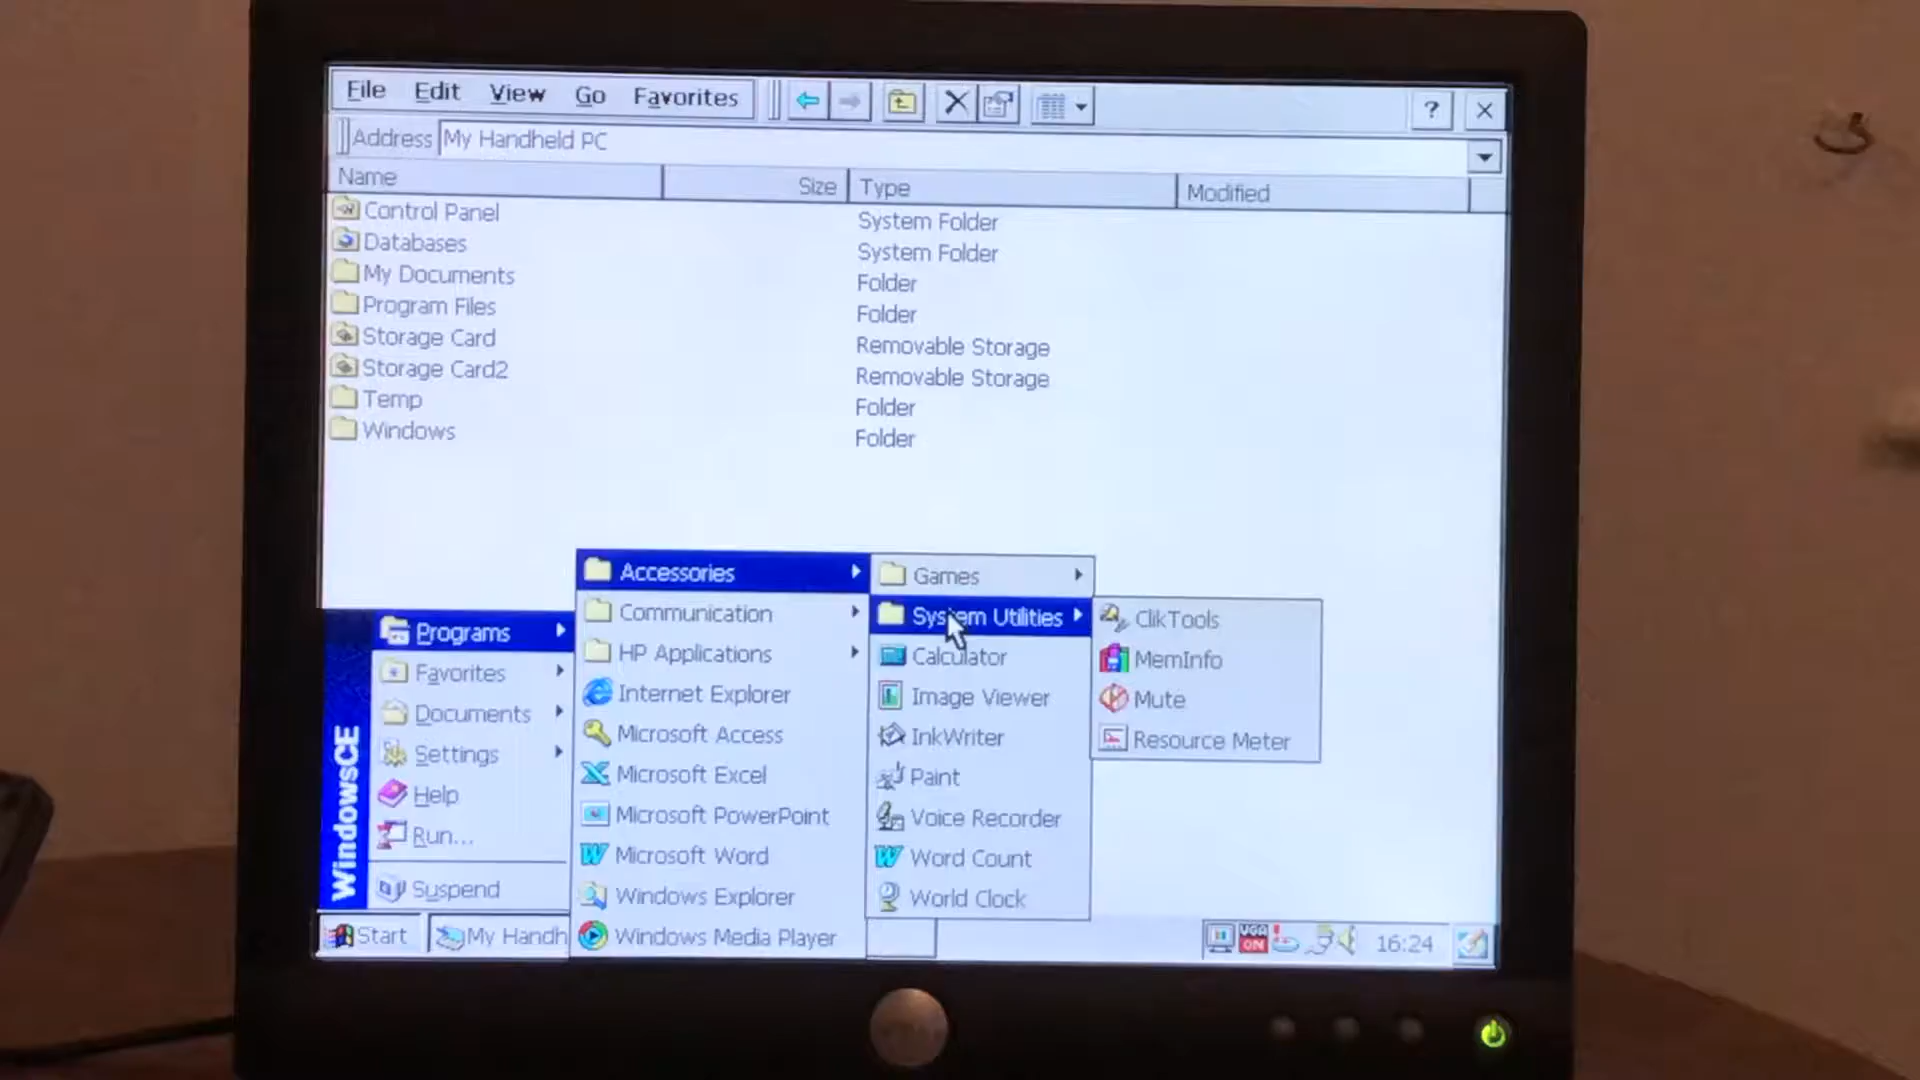 File Edit View Go Favorites ?
Address My Handheld PC
Name Size Type Modified
Control Panel System Folder
Databases System Folder
My Documents Folder
Program Files Folder
Storage Card Removable Storage
Storage Card2 Removable Storage
Temp Folder
Windows Folder
WindowsCE
Programs
Favorites
Documents
Settings
Help
Run...
Suspend
Accessories
Communication
HP Applications
Internet Explorer
Microsoft Access
Microsoft Excel
Microsoft PowerPoint
Microsoft Word
Windows Explorer
Windows Media Player
Games
System Utilities
Calculator
Image Viewer
InkWriter
Paint
Voice Recorder
Word Count
World Clock
ClikTools
MemInfo
Mute
Resource Meter
Start My Handh VGA ON 16:24